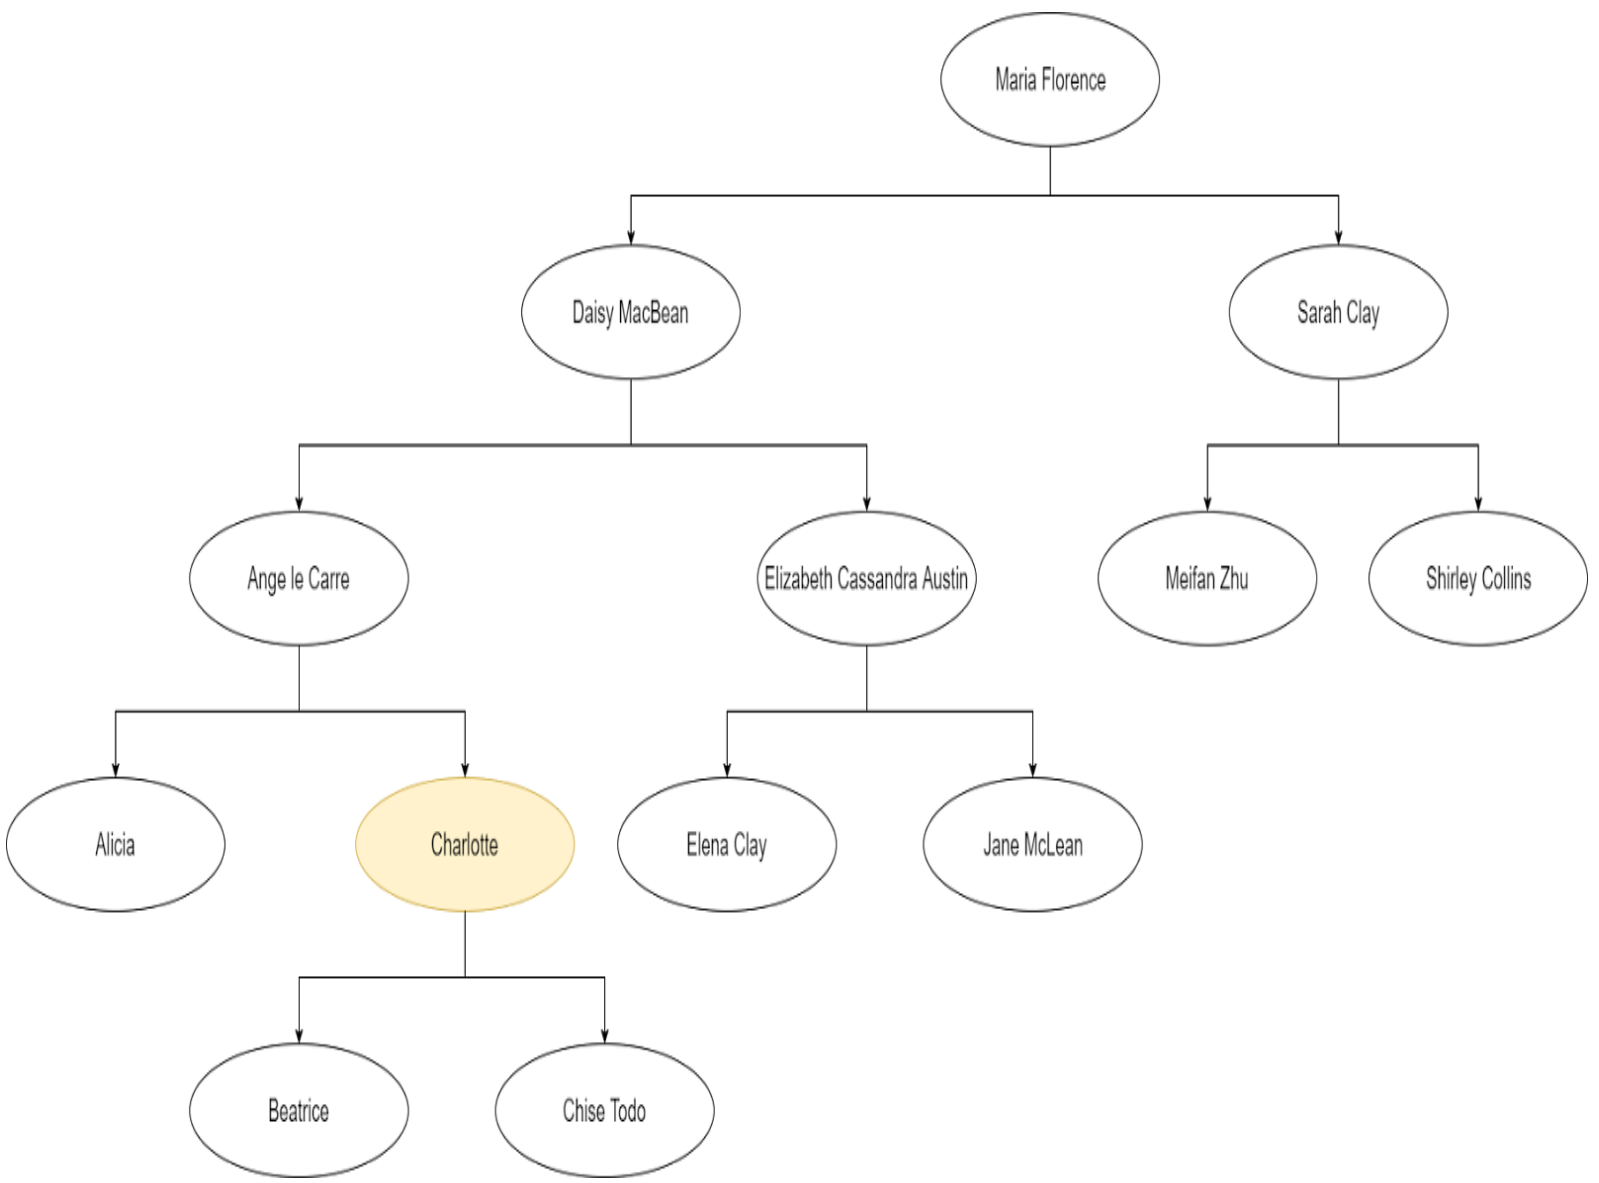 Maria Florence
Daisy MacBean
Sarah Clay
Ange le Carre
Elizabeth Cassandra Austin
Meifan Zhu
Shirley Collins
Alicia
Charlotte
Elena Clay
Jane McLean
Beatrice
Chise Todo